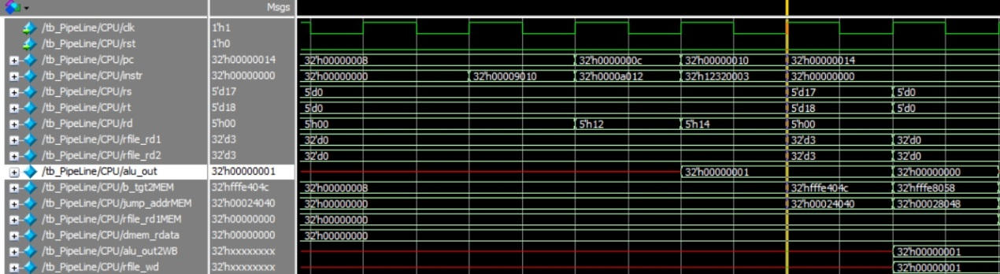 Msgs
/tb_PipeLine/CPU/clk 1'h1
/tb_PipeLine/CPU/rst 1'h0
/tb_PipeLine/CPU/pc 32'h00000014 32'h00000008 32'h0000000c 32'h00000010 32'h00000014
/tb_PipeLine/CPU/instr 32'h00000000 32'h00000000 32'h00009010 32'h0000a012 32'h12320003 32'h00000000
/tb_PipeLine/CPU/rs 5'd17 5'd0 5'd17 5'd0
/tb_PipeLine/CPU/rt 5'd18 5'd0 5'd18 5'd0
/tb_PipeLine/CPU/rd 5'h00 5'h00 5'h12 5'h14 5'h00
/tb_PipeLine/CPU/rfile_rd1 32'd3 32'd0 32'd3 32'd0
/tb_PipeLine/CPU/rfile_rd2 32'd3 32'd0 32'd3 32'd0
/tb_PipeLine/CPU/alu_out 32'h00000001 32'h00000001 32'h00000000
/tb_PipeLine/CPU/b_tgt2MEM 32'hfffe404c 32'h00000008 32'hfffe404c 32'hfffe8058
/tb_PipeLine/CPU/jump_addrMEM 32'h00024040 32'h00000000 32'h00024040 32'h00028048
/tb_PipeLine/CPU/rfile_rd1MEM 32'h00000000 32'h00000000
/tb_PipeLine/CPU/dmem_rdata 32'h00000000 32'h00000000
/tb_PipeLine/CPU/alu_out2WB 32'hxxxxxxxx 32'h00000001
/tb_PipeLine/CPU/rfile_wd 32'hxxxxxxxx 32'h00000001